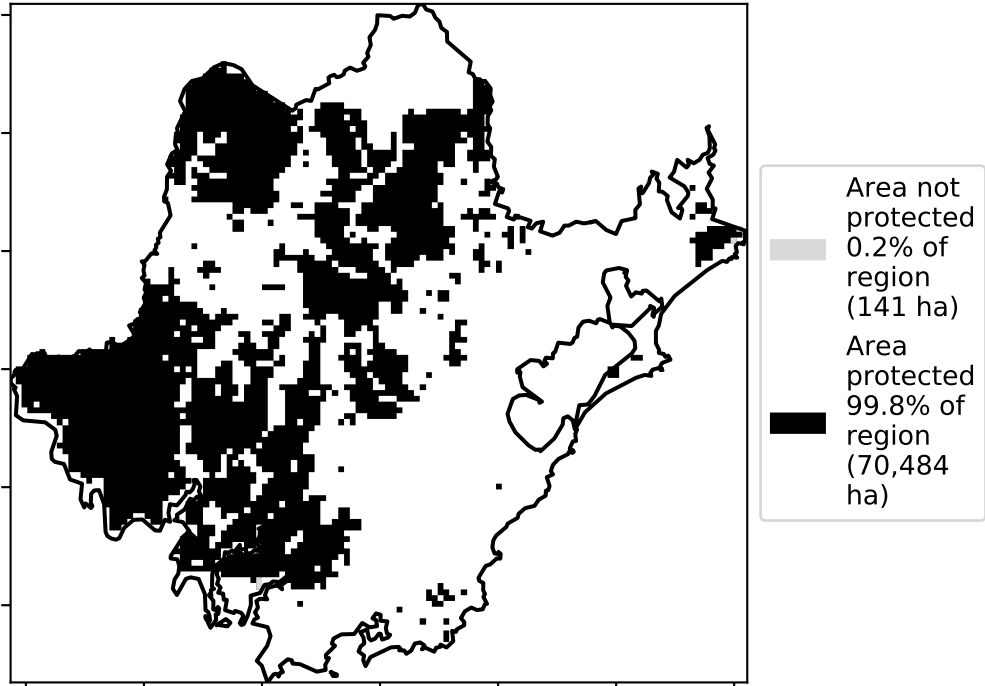 Area not
protected
0.2% of
region
(141 ha)
Area
protected
99.8% of
region
(70,484
ha)